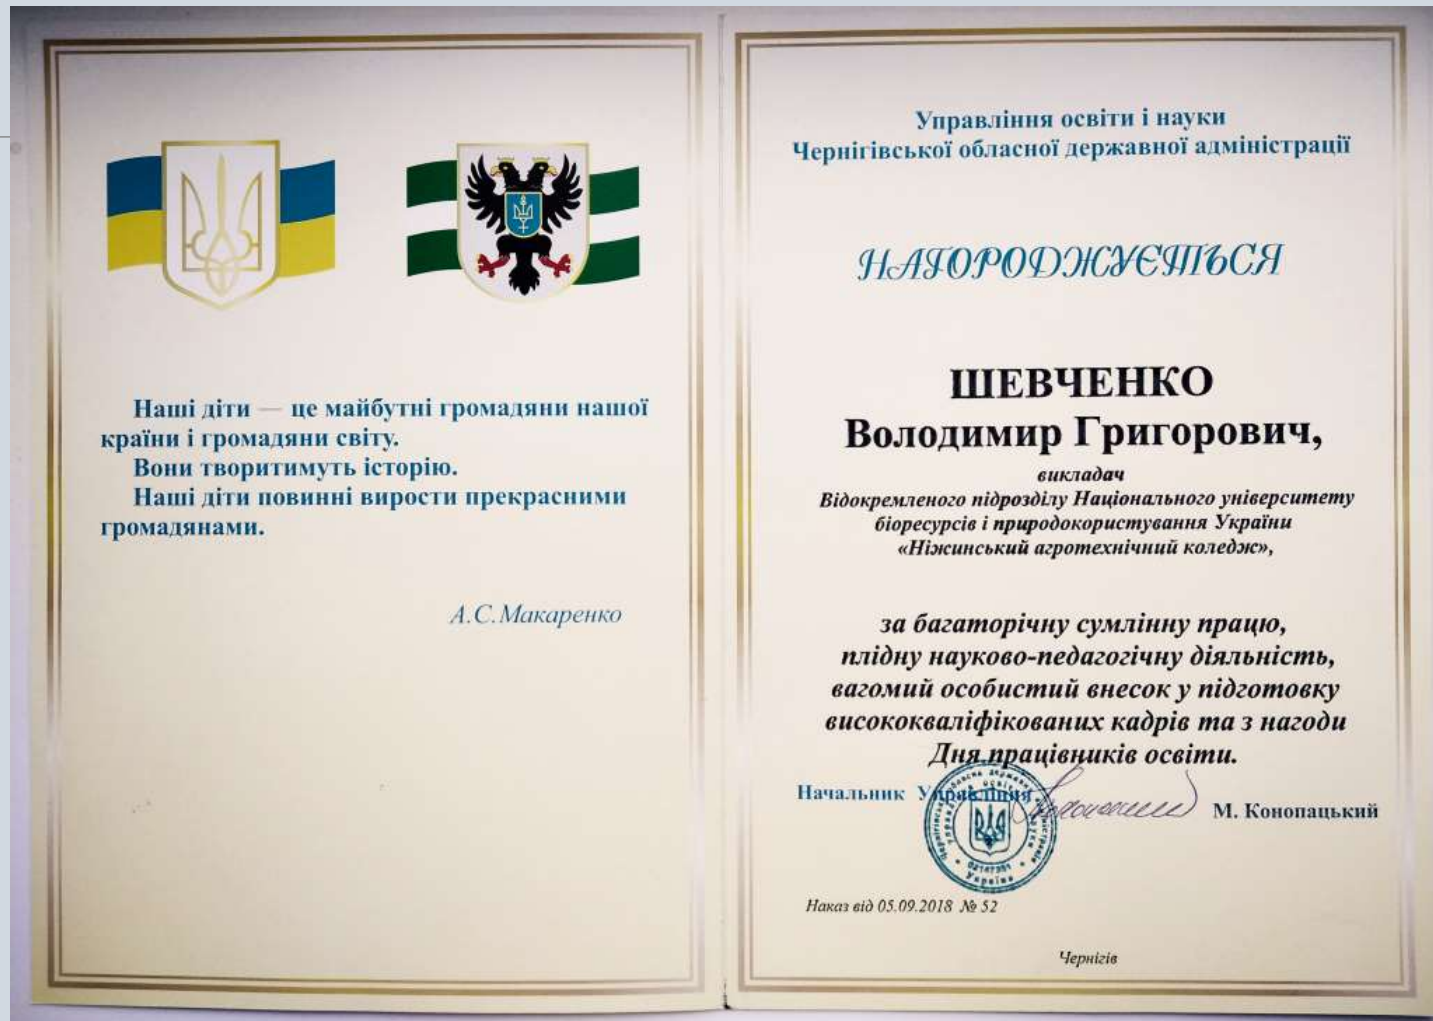 Наші діти — це майбутні громадяни нашої
країни і громадяни світу.
Вони творитимуть історію.
Наші діти повинні вирости прекрасними
громадянами.
А.С.Макаренко
Управління освіти і науки
Чернігівської обласної державної адміністрації
НАГОРОДЖУЄТЬСЯ
ШЕВЧЕНКО
Володимир Григорович,
викладач
Відокремленого підрозділу Національного університету
біоресурсів і природокористування України
«Ніжинський агротехнічний коледж»,
за багаторічну сумлінну працю,
плідну науково-педагогічну діяльність,
вагомий особистий внесок у підготовку
висококваліфікованих кадрів та з нагоди
Дня працівників освіти.
Начальник Управління
М. Конопацький
Україна
Наказ від 05.09.2018 № 52
Чернігів